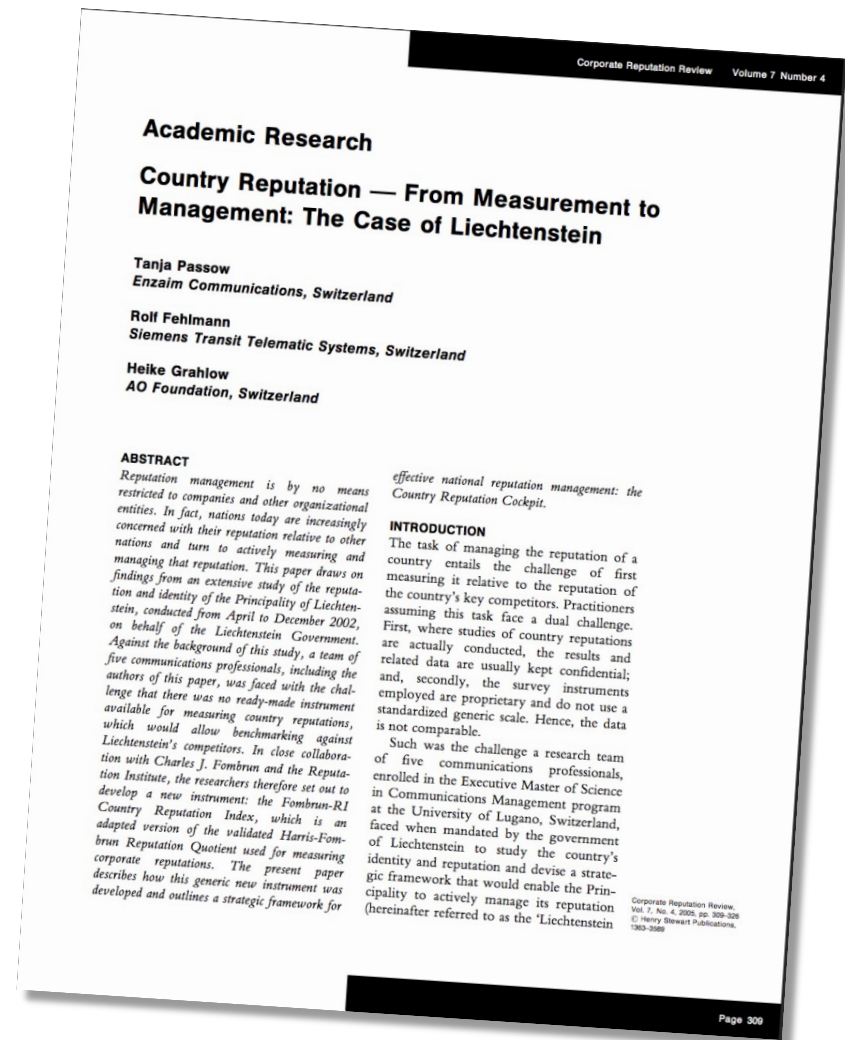 Corporate Reputation Review Volume 7 Number 4
Academic Research
Country Reputation — From Measurement to
Management: The Case of Liechtenstein
Tanja Passow
Enzaim Communications, Switzerland
Rolf Fehlmann
Siemens Transit Telematic Systems, Switzerland
Heike Grahlow
AO Foundation, Switzerland
ABSTRACT
Reputation management is by no means
restricted to companies and other organizational
entities. In fact, nations today are increasingly
concerned with their reputation relative to other
nations and turn to actively measuring and
managing that reputation. This paper draws on
findings from an extensive study of the reputa-
tion and identity of the Principality of Liechten-
stein, conducted from April to December 2002,
on behalf of the Liechtenstein Government.
Against the background of this study, a team of
five communications professionals, including the
authors of this paper, was faced with the chal-
lenge that there was no ready-made instrument
available for measuring country reputations,
which would allow benchmarking against
Liechtenstein's competitors. In close collabora-
tion with Charles J. Fombrun and the Reputa-
tion Institute, the researchers therefore set out to
develop a new instrument: the Fombrun-RI
Country Reputation Index, which is an
adapted version of the validated Harris-Fom-
brun Reputation Quotient used for measuring
corporate reputations. The present paper
describes how this generic new instrument was
developed and outlines a strategic framework for
effective national reputation management: the
Country Reputation Cockpit.
INTRODUCTION
The task of managing the reputation of a
country entails the challenge of first
measuring it relative to the reputation of
the country's key competitors. Practitioners
assuming this task face a dual challenge.
First, where studies of country reputations
are actually conducted, the results and
related data are usually kept confidential;
and, secondly, the survey instruments
employed are proprietary and do not use a
standardized generic scale. Hence, the data
is not comparable.
Such was the challenge a research team
of five communications professionals,
enrolled in the Executive Master of Science
in Communications Management program
at the University of Lugano, Switzerland,
faced when mandated by the government
of Liechtenstein to study the country's
identity and reputation and devise a strate-
gic framework that would enable the Prin-
cipality to actively manage its reputation
(hereinafter referred to as the 'Liechtenstein
Corporate Reputation Review,
Vol. 7, No. 4, 2005, pp. 309–326
© Henry Stewart Publications,
1363–3589
Page 309